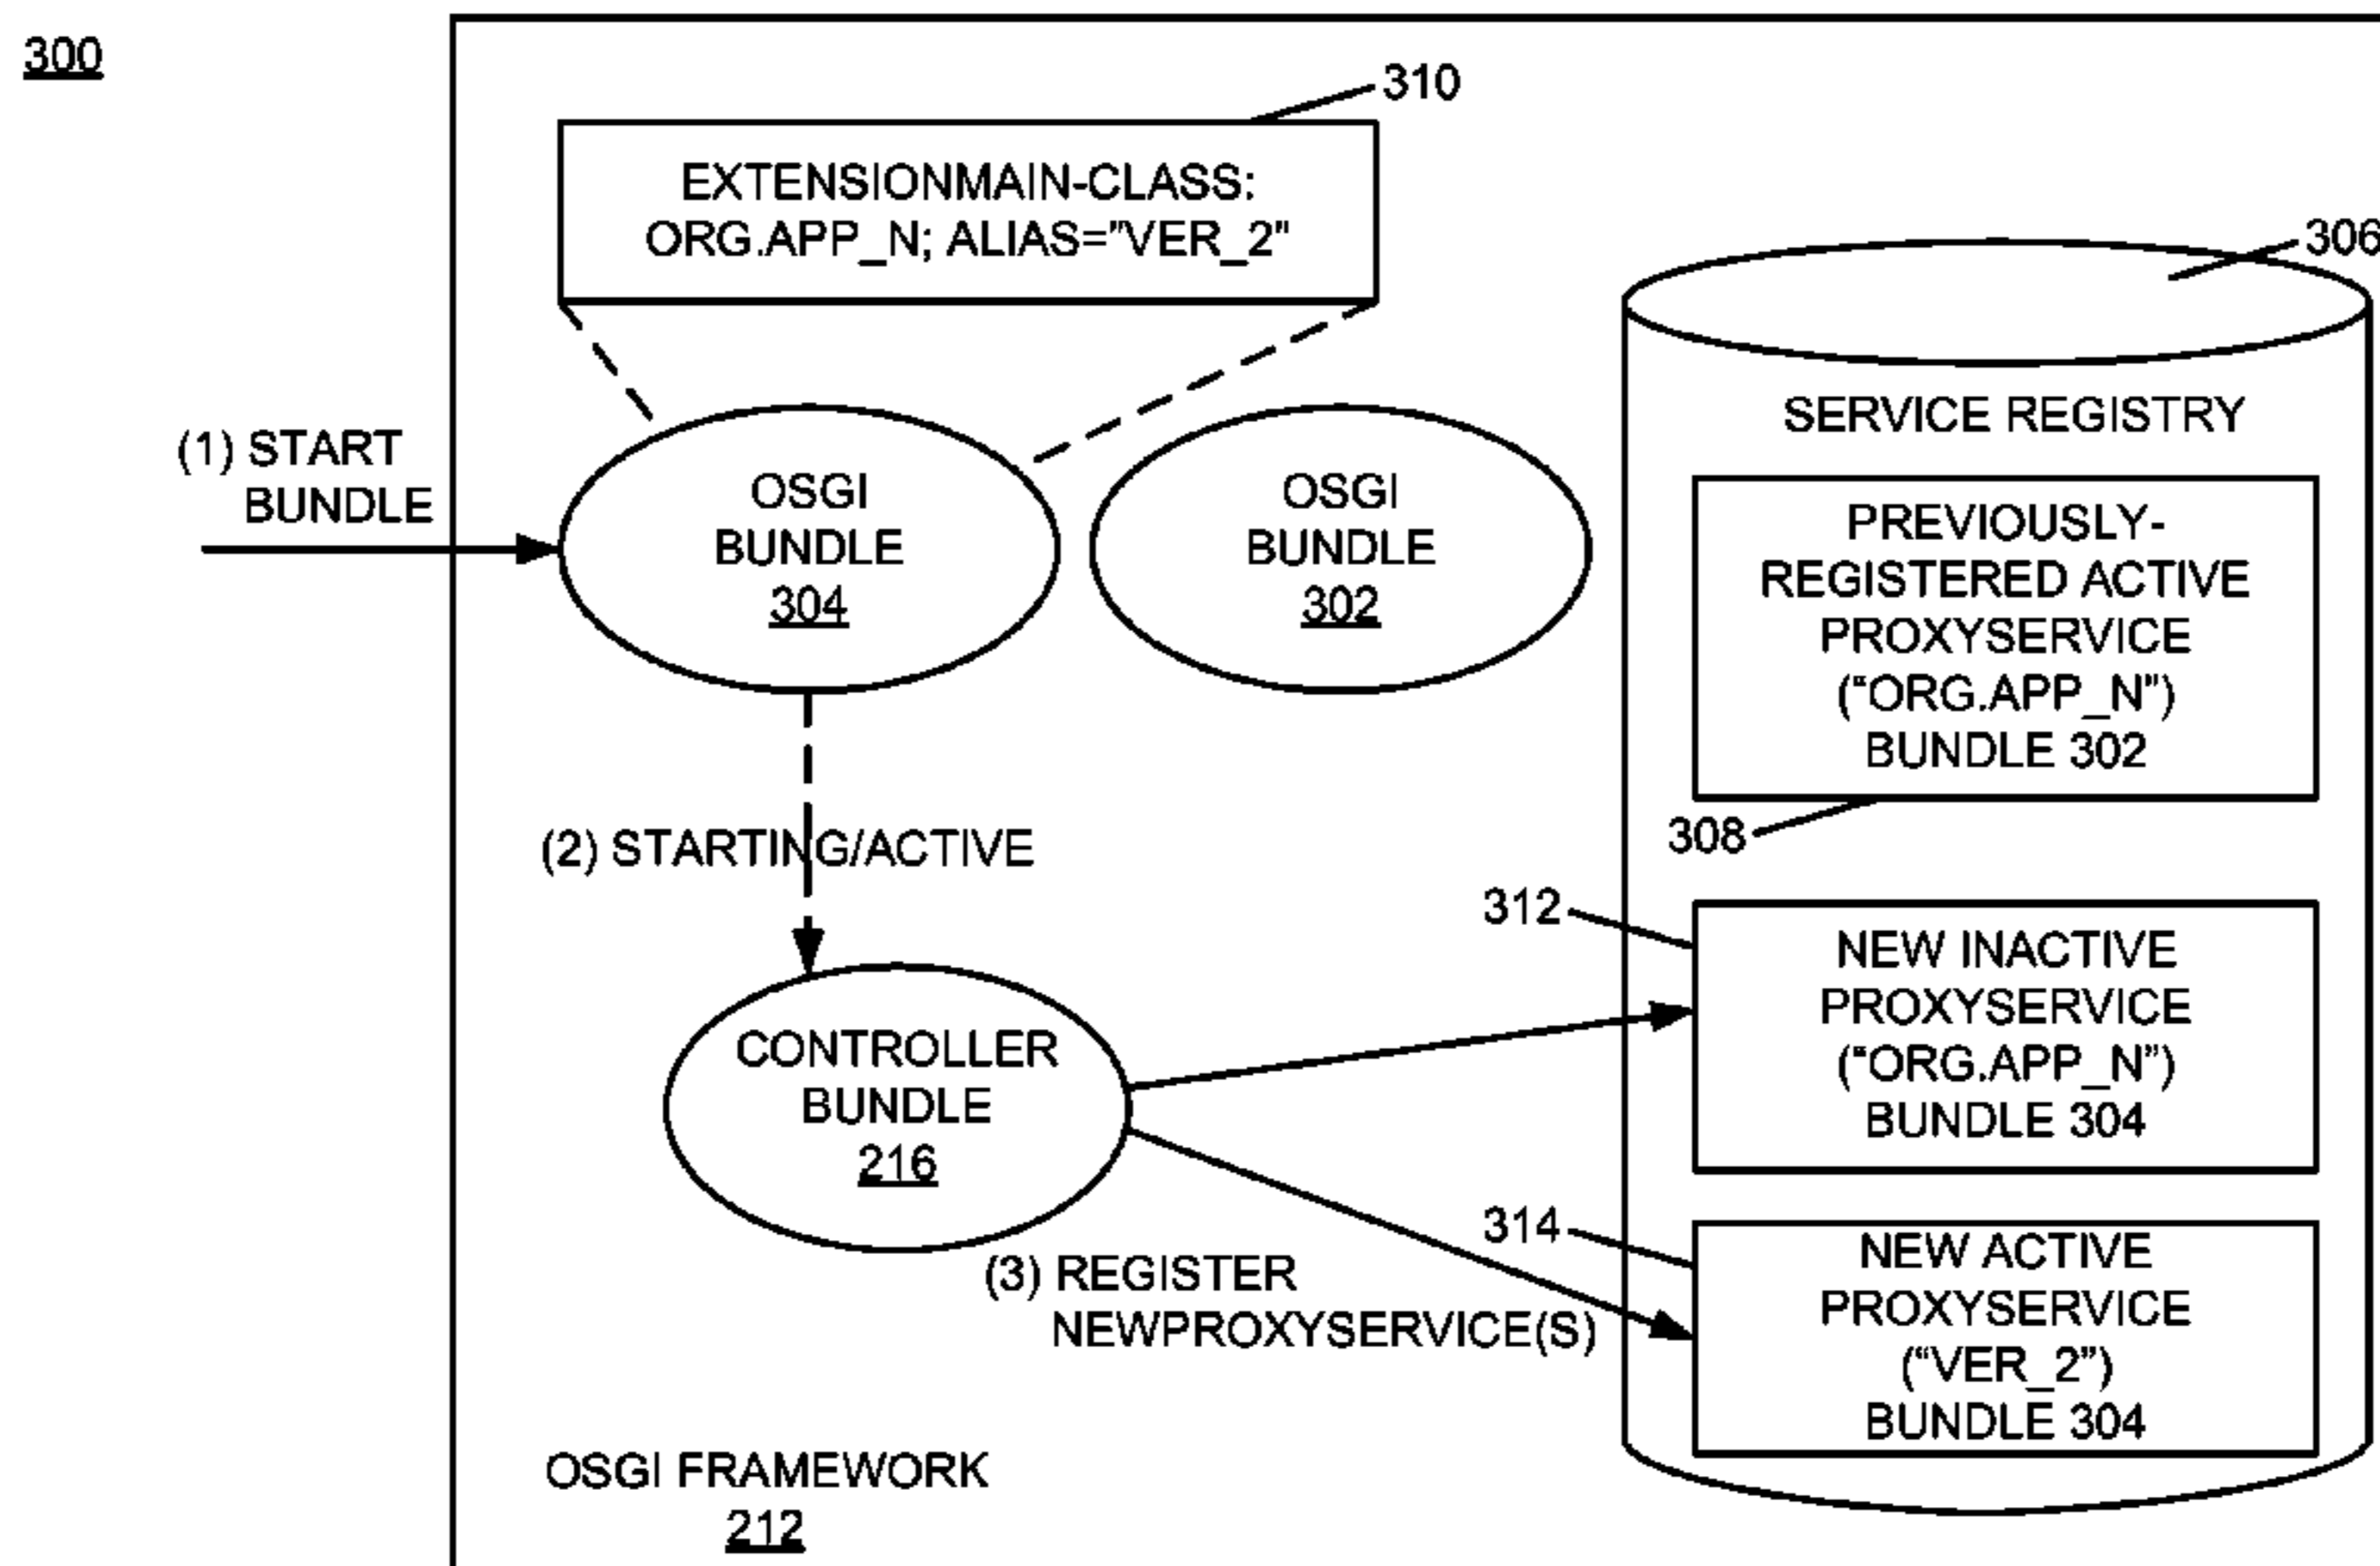 300
310
EXTENSIONMAIN-CLASS:
ORG.APP_N; ALIAS="VER_2"
306
SERVICE REGISTRY
(1) START
BUNDLE
OSGI
BUNDLE
304
OSGI
BUNDLE
302
PREVIOUSLY-
REGISTERED ACTIVE
PROXYSERVICE
("ORG.APP_N")
BUNDLE 302
308
(2) STARTING/ACTIVE
312
NEW INACTIVE
PROXYSERVICE
("ORG.APP_N")
BUNDLE 304
CONTROLLER
BUNDLE
216
314
NEW ACTIVE
PROXYSERVICE
("VER_2")
BUNDLE 304
(3) REGISTER
NEWPROXYSERVICE(S)
OSGI FRAMEWORK
212